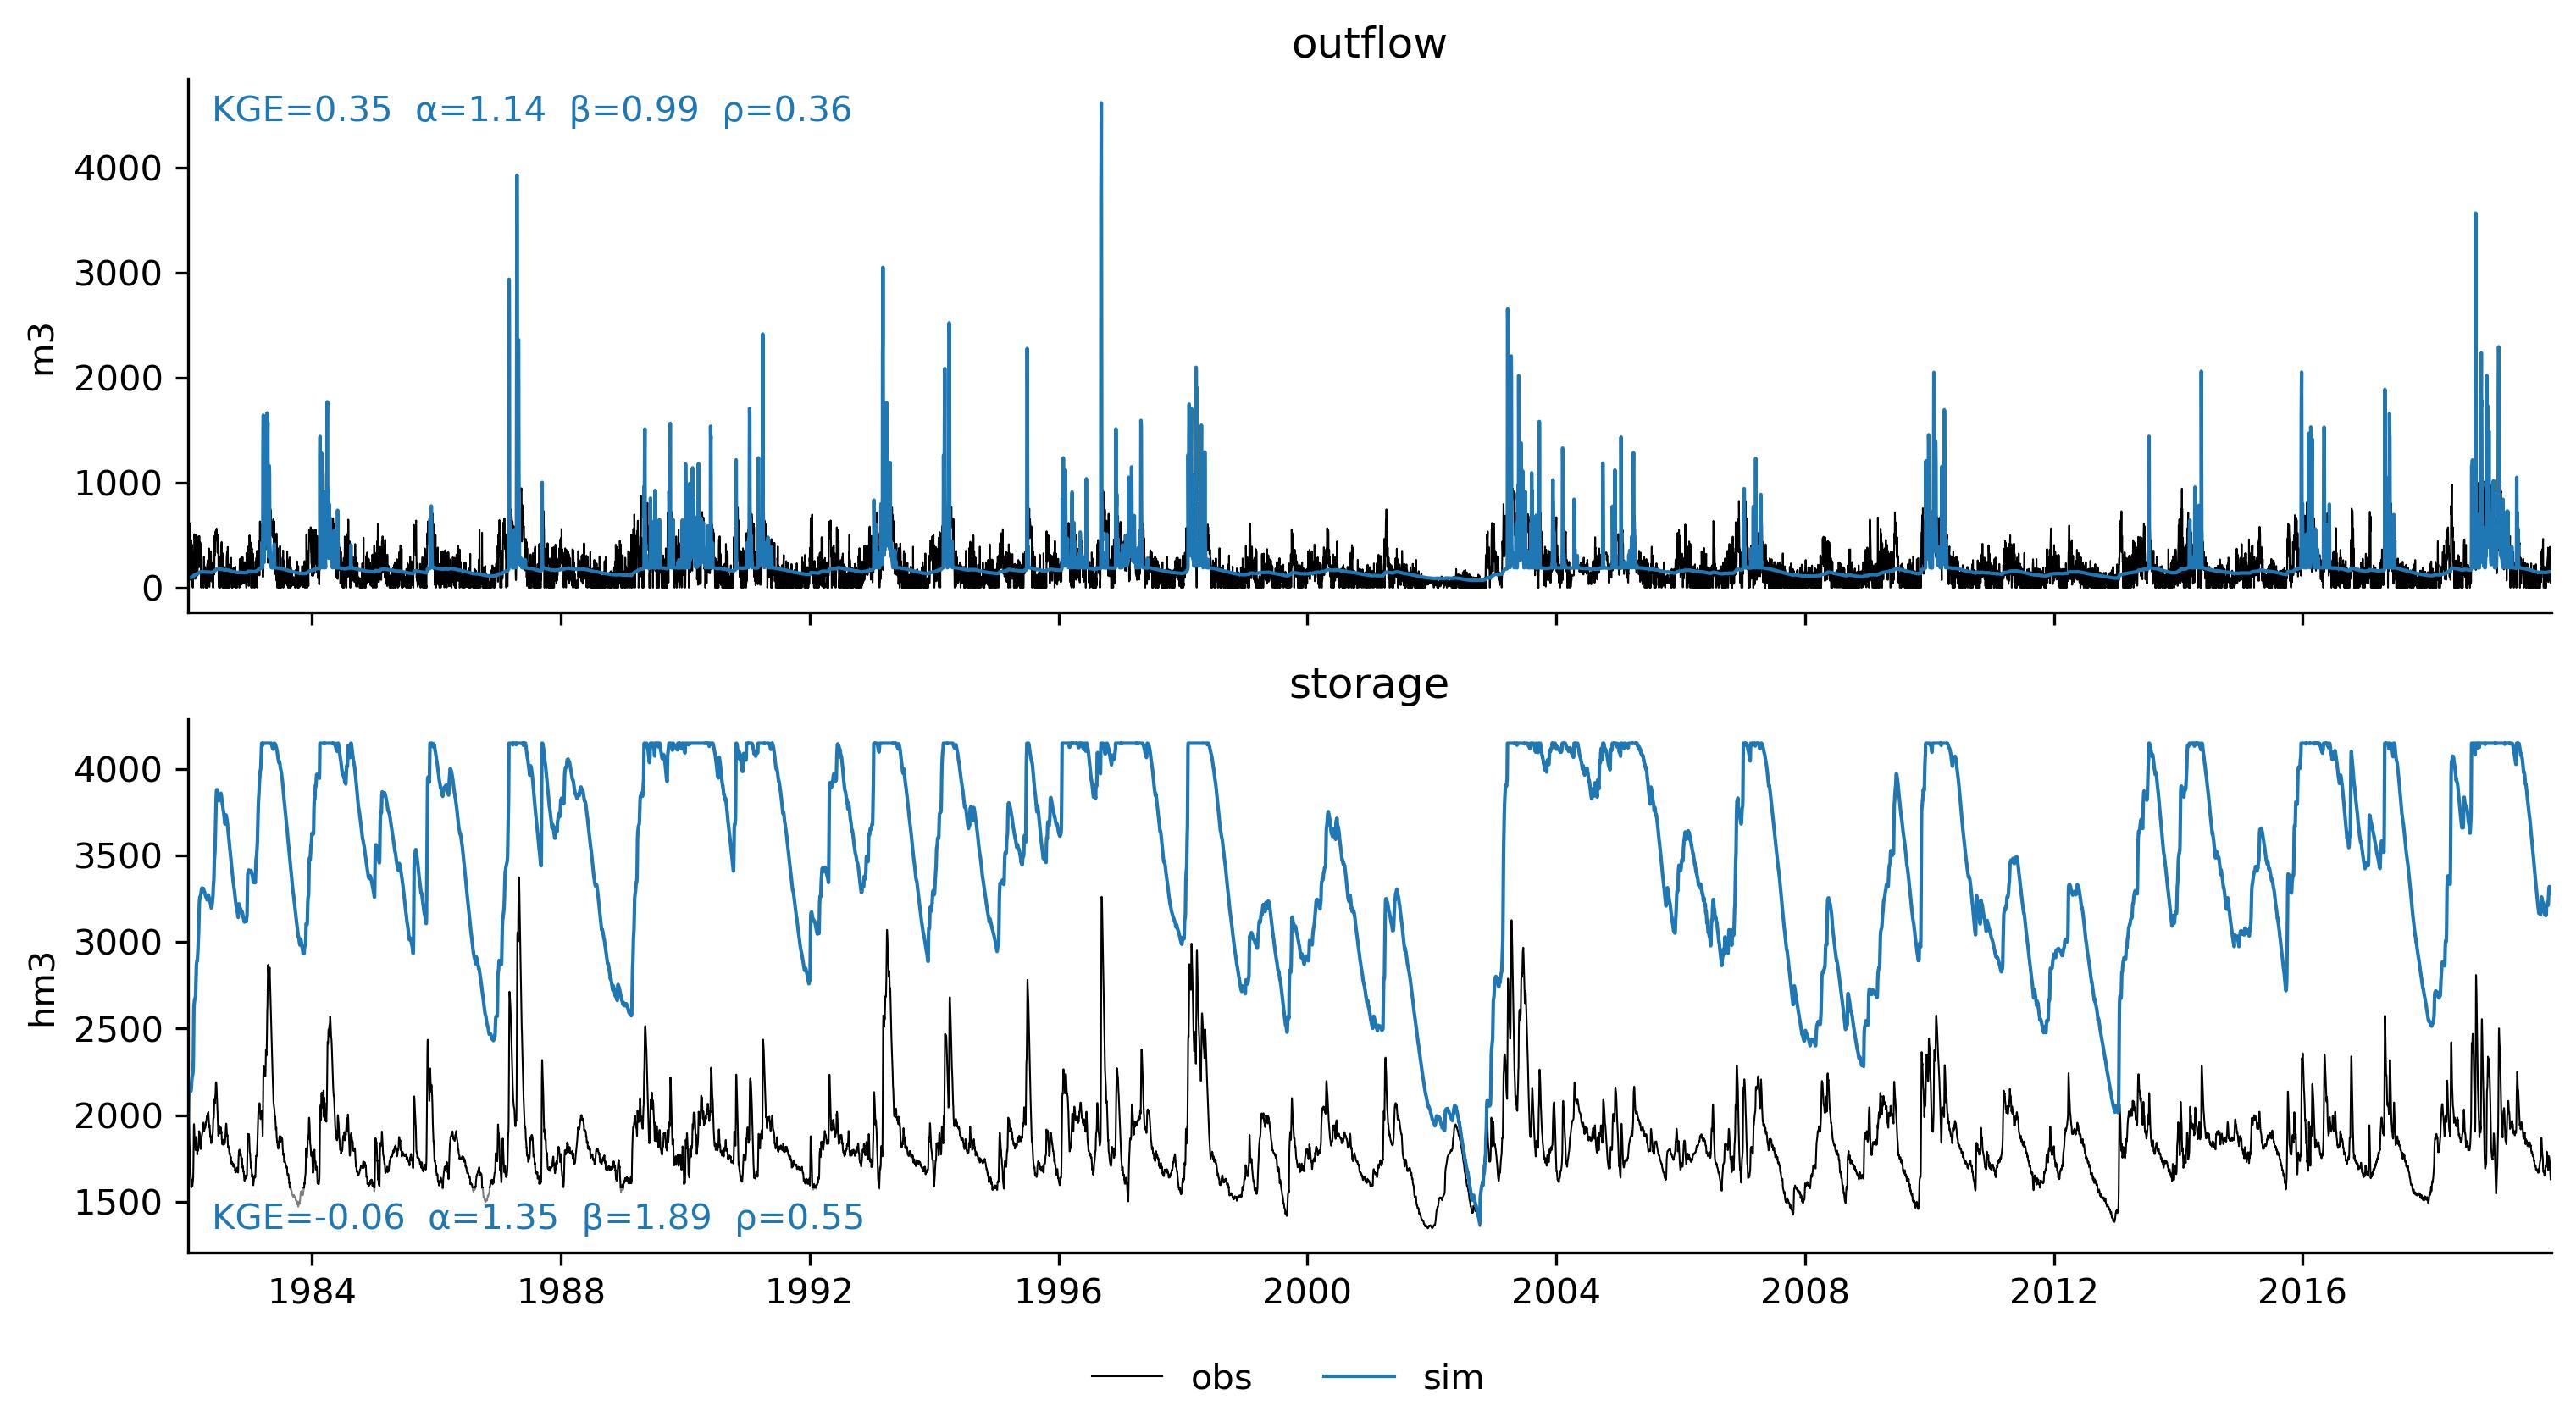 outflow
KGE=0.35 α=1.14 β=0.99 ρ=0.36
4000
3000
2000
1000
0
m3
storage
4000
3500
3000
2500
2000
1500
hm3
KGE=-0.06 α=1.35 β=1.89 ρ=0.55
1984 1988 1992 1996 2000 2004 2008 2012 2016
obs sim